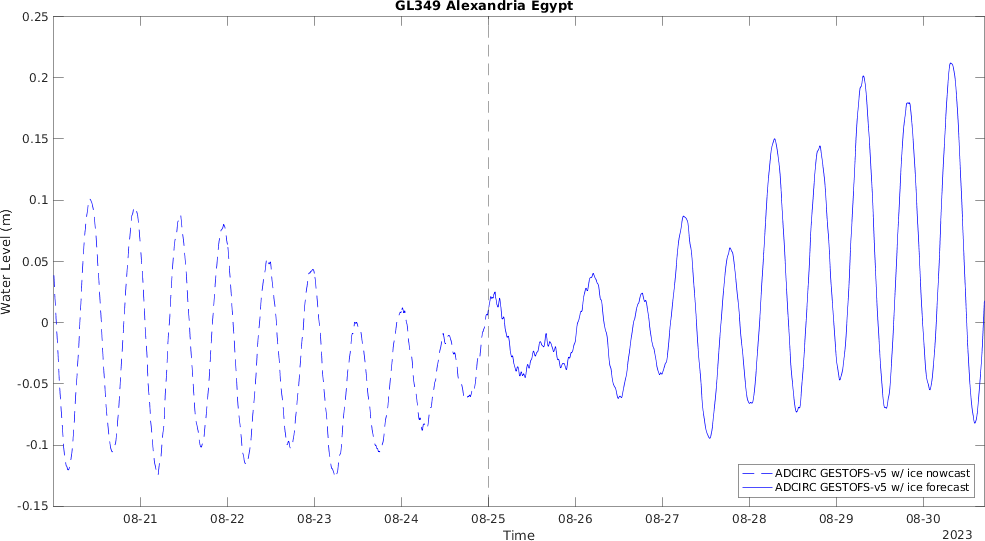 GL349 Alexandria Egypt
0.25
0.2
0.15
0.1
0.05
0
-0.05
-0.1
-0.15
Water Level (m)
ADCIRC GESTOFS-v5 w/ ice nowcast
ADCIRC GESTOFS-v5 w/ ice forecast
08-21 08-22 08-23 08-24 08-25 08-26 08-27 08-28 08-29 08-30
Time
2023